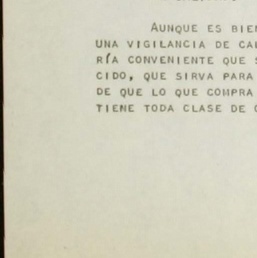 AUNQUE ES BIEN
UNA VIGILANCIA DE CAL
RÍA CONVENIENTE QUE S
CIDO, QUE SIRVA PARA
DE QUE LO QUE COMPRA
TIENE TODA CLASE DE